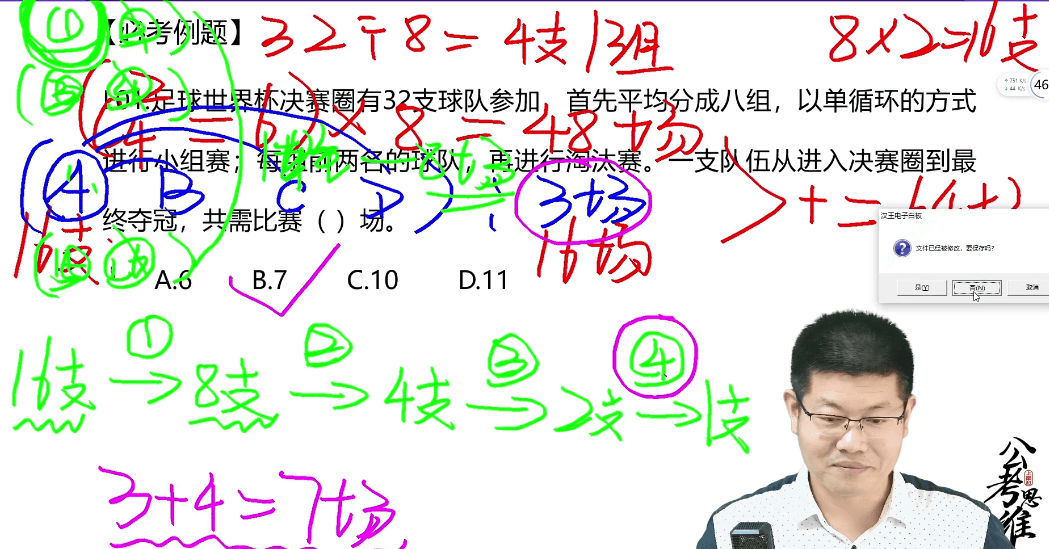 【必考例题】 32÷8=4支/组 8×2=16支
足球世界杯决赛圈有32支球队参加，首先平均分成八组，以单循环的方式
=6)×8=48场
进行小组赛；每组前两名的球队，再进行淘汰赛。一支队伍从进入决赛圈到最
(A B C D): 3场
终夺冠，共需比赛（ ）场。
16支 16场
A.6 B.7 C.10 D.11
16支 ①→ 8支 ②→ 4支 ③→ 2支 ④→ 1支
3+4=7场
汉王电子白板
文件已经被修改，要保存吗?
是(Y) 否(N) 取消
46
公考思维